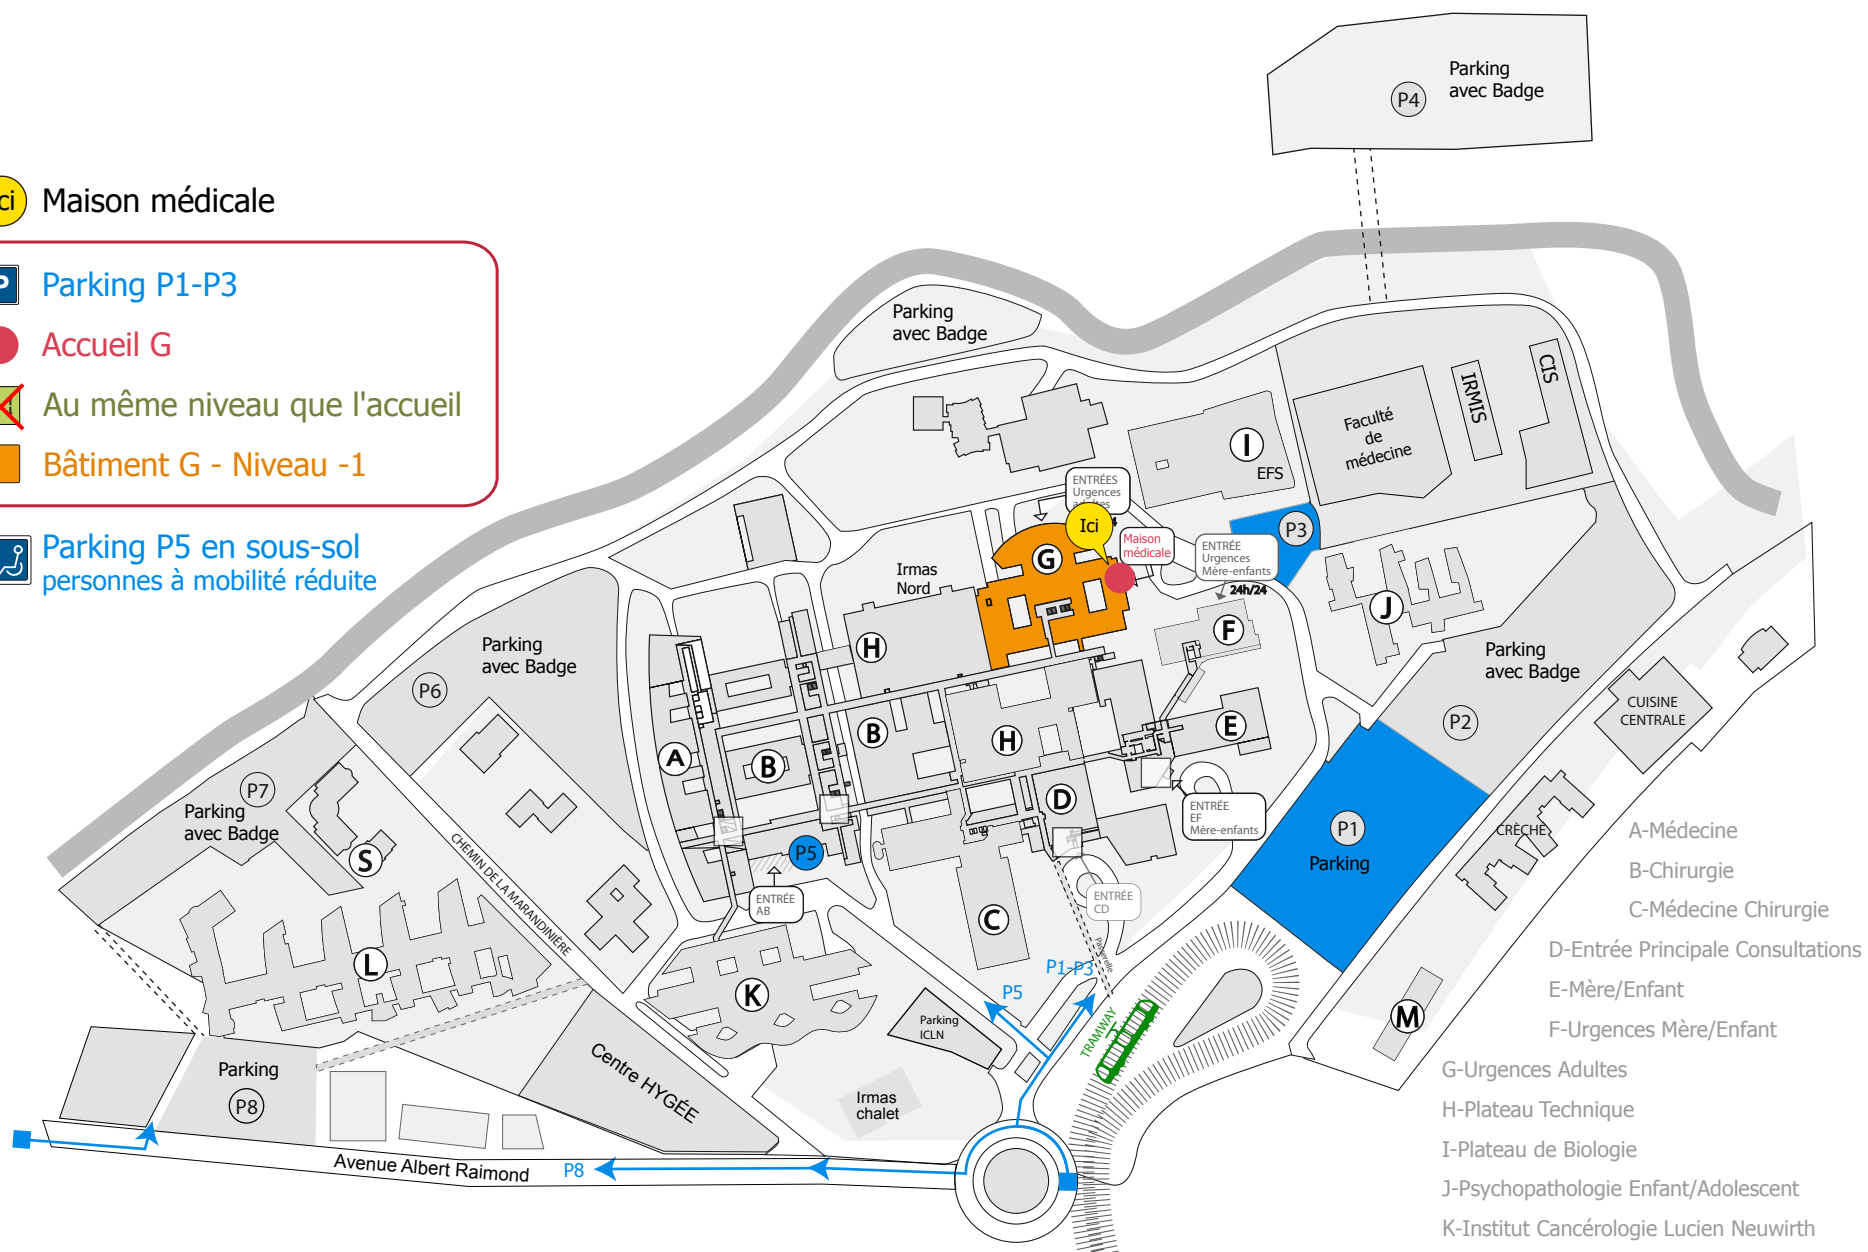 Parking
avec Badge
P4
ci
Maison médicale
P
Parking P1-P3
Accueil G
Au même niveau que l'accueil
Bâtiment G - Niveau -1
Parking P5 en sous-sol
personnes à mobilité réduite
Parking
avec Badge
CIS
IRMIS
Faculté
de
médecine
I
EFS
ENTRÉES
Urgences
Ici
Maison
médicale
ENTRÉE
Urgences
Mère-enfants
24h/24
P3
G
Irmas
Nord
H
F
J
Parking
avec Badge
P6
Parking
avec Badge
P2
CUISINE
CENTRALE
A
B
B
H
E
D
P7
Parking
avec Badge
S
CHEMIN DE LA MARANDINIÈRE
P5
ENTRÉE
AB
ENTRÉE
EF
Mère-enfants
ENTRÉE
CD
P1
Parking
CRÈCHE
C
Passerelle
L
K
P1-P3
P5
TRAMWAY
M
Parking
ICLN
Parking
P8
Centre HYGÉE
Irmas
chalet
Avenue Albert Raimond
P8
A-Médecine
B-Chirurgie
C-Médecine Chirurgie
D-Entrée Principale Consultations
E-Mère/Enfant
F-Urgences Mère/Enfant
G-Urgences Adultes
H-Plateau Technique
I-Plateau de Biologie
J-Psychopathologie Enfant/Adolescent
K-Institut Cancérologie Lucien Neuwirth